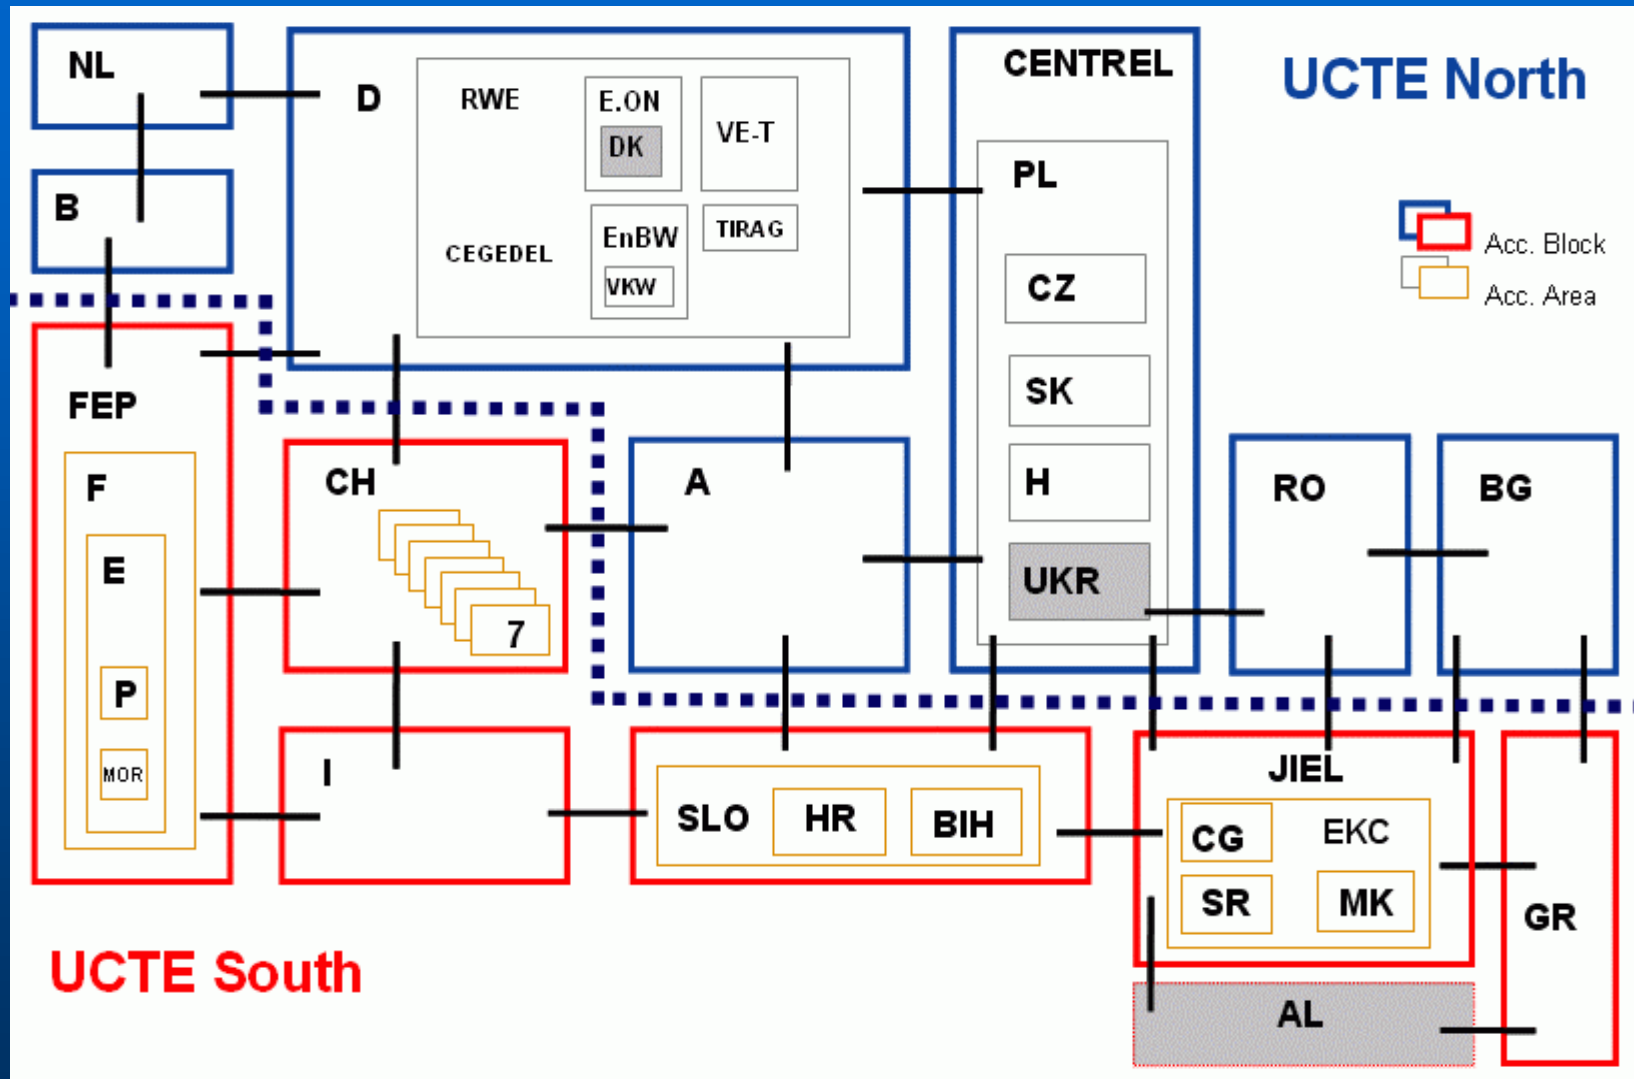 NL
D
RWE
E.ON
DK
VE-T
CENTREL
UCTE North
B
CEGEDEL
EnBW
VKW
TIRAG
PL
CZ
SK
H
UKR
Acc. Block
Acc. Area
FEP
F
E
P
MOR
CH
7
A
RO
BG
I
SLO
HR
BIH
JIEL
CG
EKC
SR
MK
GR
AL
UCTE South